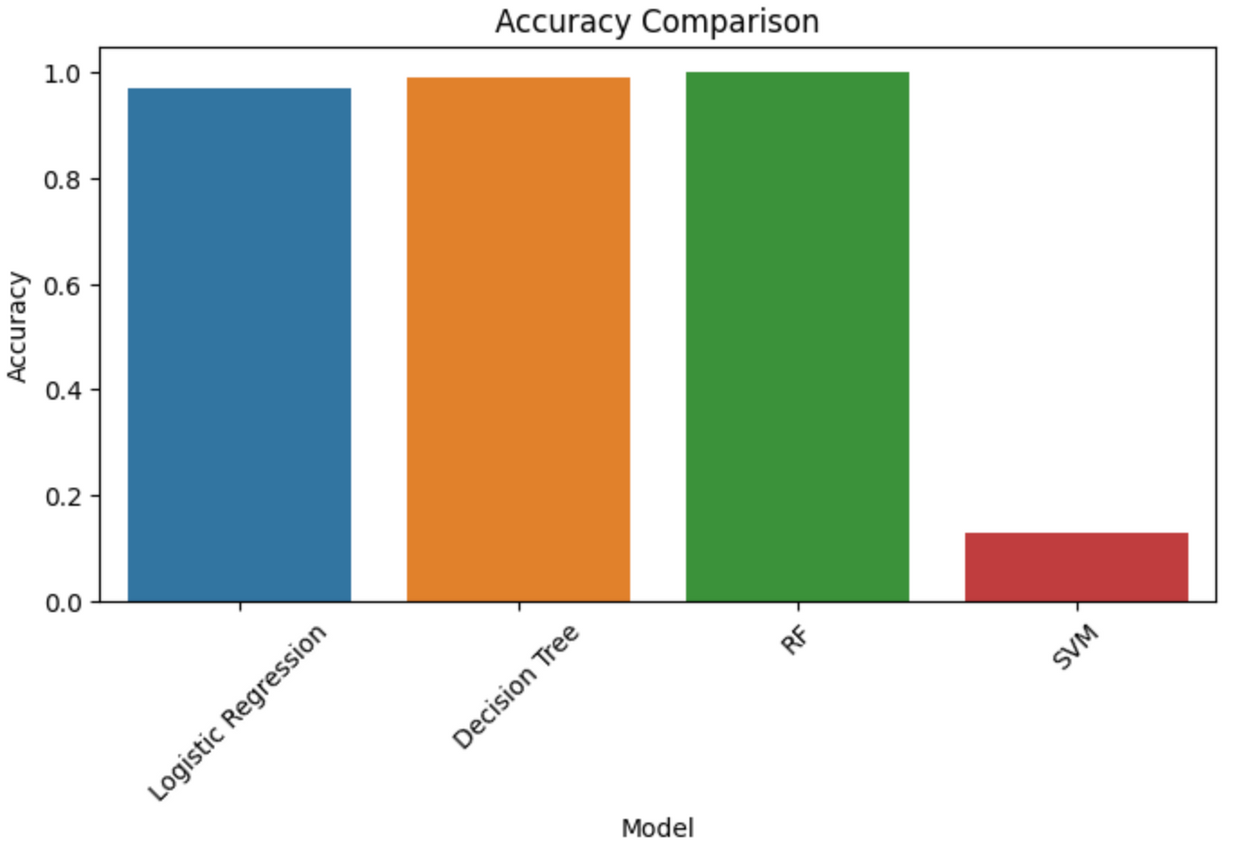 Accuracy Comparison
Accuracy
1.0
0.8
0.6
0.4
0.2
0.0
Logistic Regression
Decision Tree
RF
SVM
Model